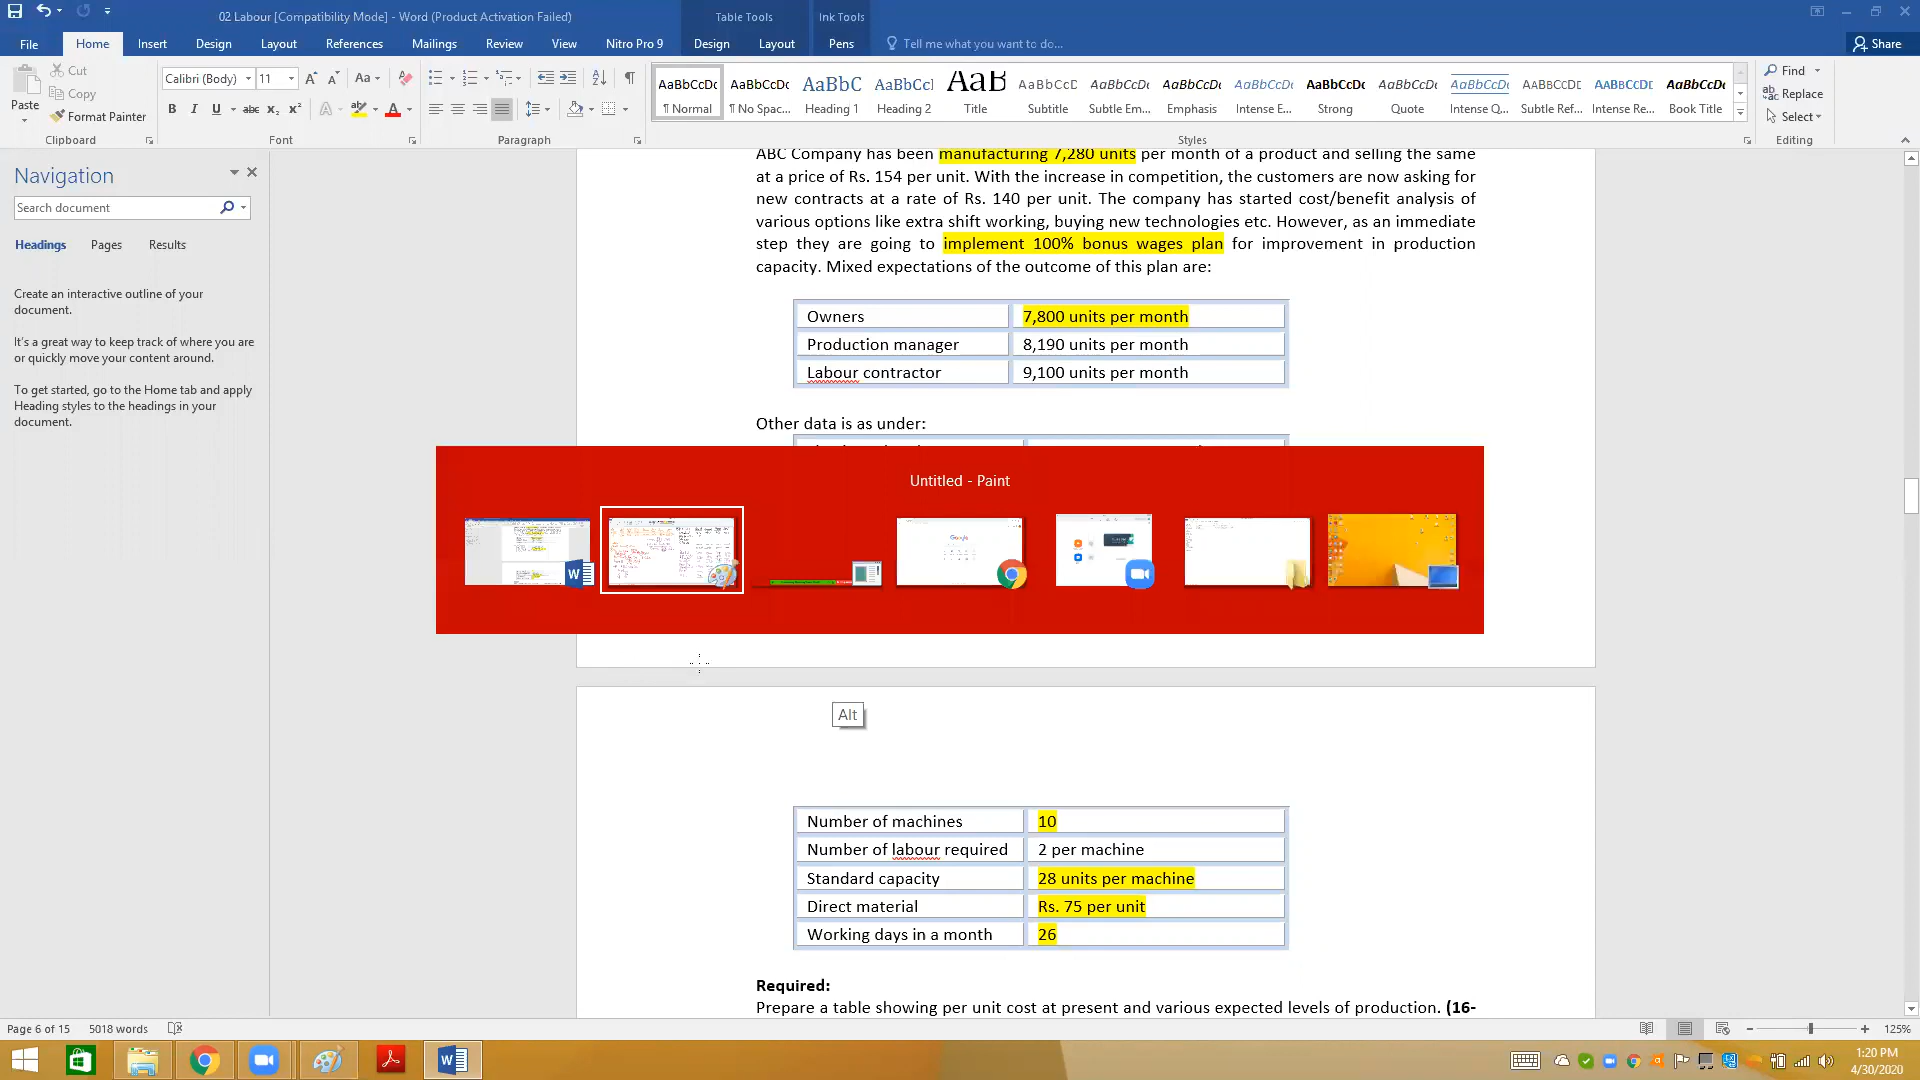 02 Labour [Compatibility Mode] - Word (Product Activation Failed)
Table Tools
Ink Tools
File
Home
Insert
Design
Layout
References
Mailings
Review
View
Nitro Pro 9
Design
Layout
Pens
Tell me what you want to do...
Share
Paste
Cut
Copy
Format Painter
Clipboard
Calibri (Body)
11
Font
Paragraph
AaBbCcDc
¶ Normal
AaBbCcDc
¶ No Spac...
AaBbC
Heading 1
AaBbCcI
Heading 2
AaB
Title
AaBbCcD
Subtitle
AaBbCcDc
Subtle Em...
AaBbCcDc
Emphasis
AaBbCcDc
Intense E...
AaBbCcDc
Strong
AaBbCcDc
Quote
AaBbCcDc
Intense Q...
AaBbCcDc
Subtle Ref...
AaBbCcDc
Intense Re...
AaBbCcDc
Book Title
Styles
Find
Replace
Select
Editing
Navigation
Search document
Headings
Pages
Results
Create an interactive outline of your
document.
It's a great way to keep track of where you are
or quickly move your content around.
To get started, go to the Home tab and apply
Heading styles to the headings in your
document.
ABC Company has been manufacturing 7,280 units per month of a product and selling the same
at a price of Rs. 154 per unit. With the increase in competition, the customers are now asking for
new contracts at a rate of Rs. 140 per unit. The company has started cost/benefit analysis of
various options like extra shift working, buying new technologies etc. However, as an immediate
step they are going to implement 100% bonus wages plan for improvement in production
capacity. Mixed expectations of the outcome of this plan are:
Owners 7,800 units per month
Production manager 8,190 units per month
Labour contractor 9,100 units per month
Other data is as under:
Untitled - Paint
Alt
Number of machines 10
Number of labour required 2 per machine
Standard capacity 28 units per machine
Direct material Rs. 75 per unit
Working days in a month 26
Required:
Prepare a table showing per unit cost at present and various expected levels of production. (16-
Page 6 of 15
5018 words
125%
1:20 PM
4/30/2020